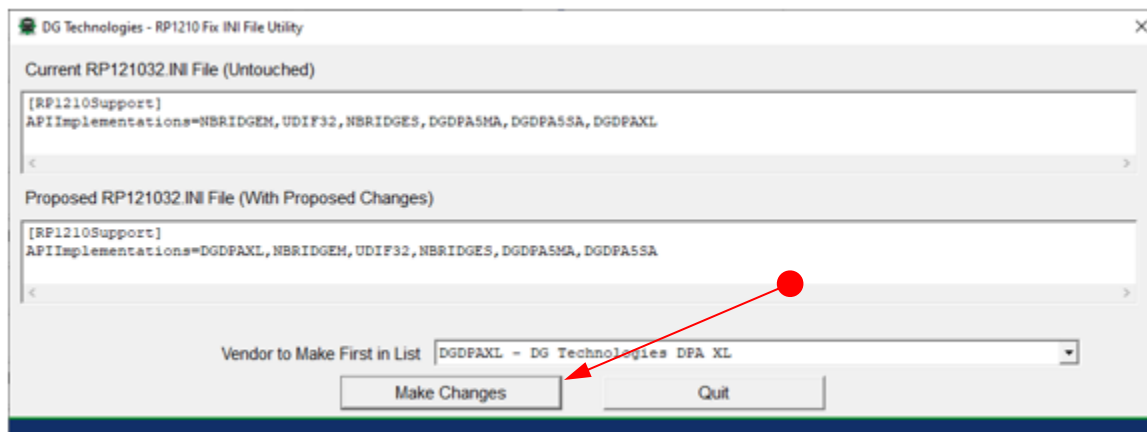 DG Technologies - RP1210 Fix INI File Utility
Current RP121032.INI File (Untouched)
[RP1210Support]
APIImplementations=NBRIDGEM,UDIF32,NBRIDGES,DGDPA5MA,DGDPA5SA,DGDPAXL
Proposed RP121032.INI File (With Proposed Changes)
[RP1210Support]
APIImplementations=DGDPAXL,NBRIDGEM,UDIF32,NBRIDGES,DGDPA5MA,DGDPA5SA
Vendor to Make First in List DGDPAXL - DG Technologies DPA XL
Make Changes Quit